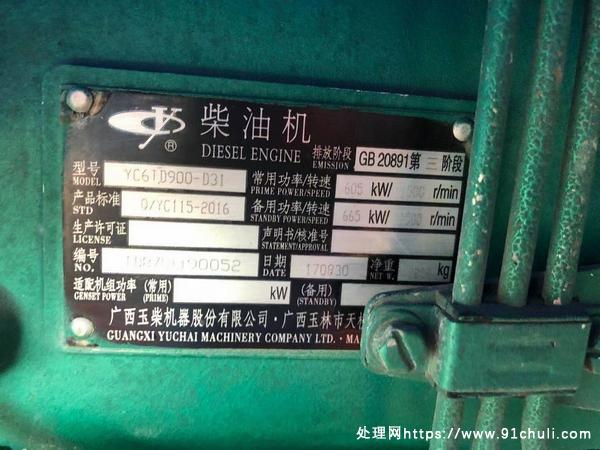 柴油机
DIESEL ENGINE
排放阶段 GB 20891第三阶段
EMISSION
型号 YC6TD900-D31 常用功率/转速 605 kW/ r/min
MODEL PRIME POWER/SPEED
产品标准 Q/YC115-2016 备用功率/转速 665 kW/ r/min
STD STANDBY POWER/SPEED
生产许可证 声明书/核准号
LICENSE STATEMENT/APPROVAL
编号 日期 170930 净重 kg
NO. DATE NET W.
适配机组功率 (常用) kW (备用)
GENSET POWER (PRIME) (STANDBY)
广西玉柴机器股份有限公司·广西玉林市天
GUANGXI YUCHAI MACHINERY COMPANY LTD. · MA
处理网https://www.91chuli.com